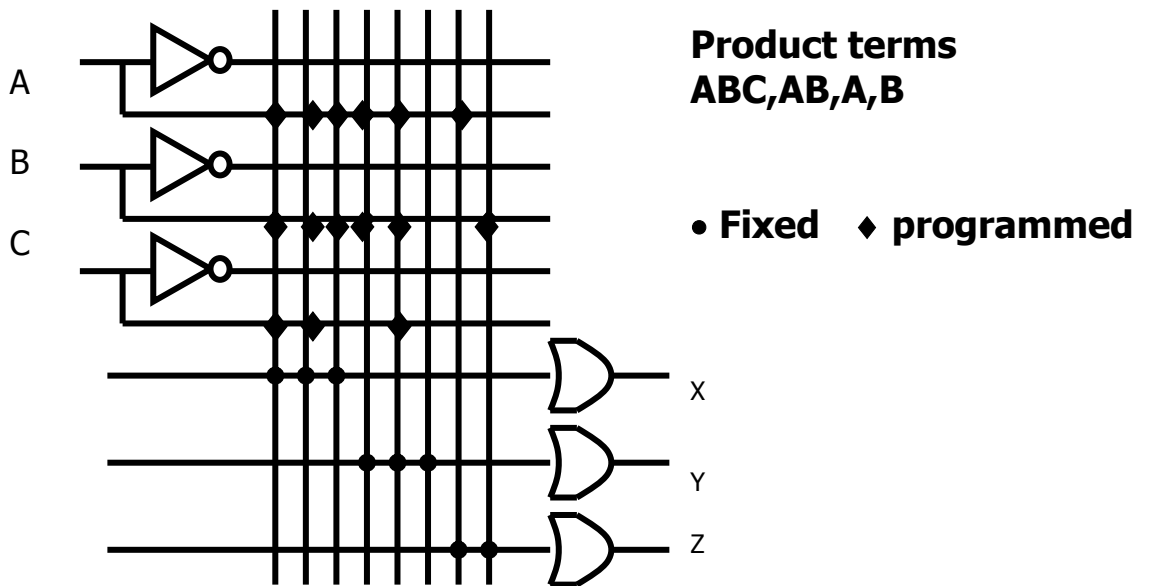 A
B
C
Product terms
ABC,AB,A,B
● Fixed ♦ programmed
X
Y
Z